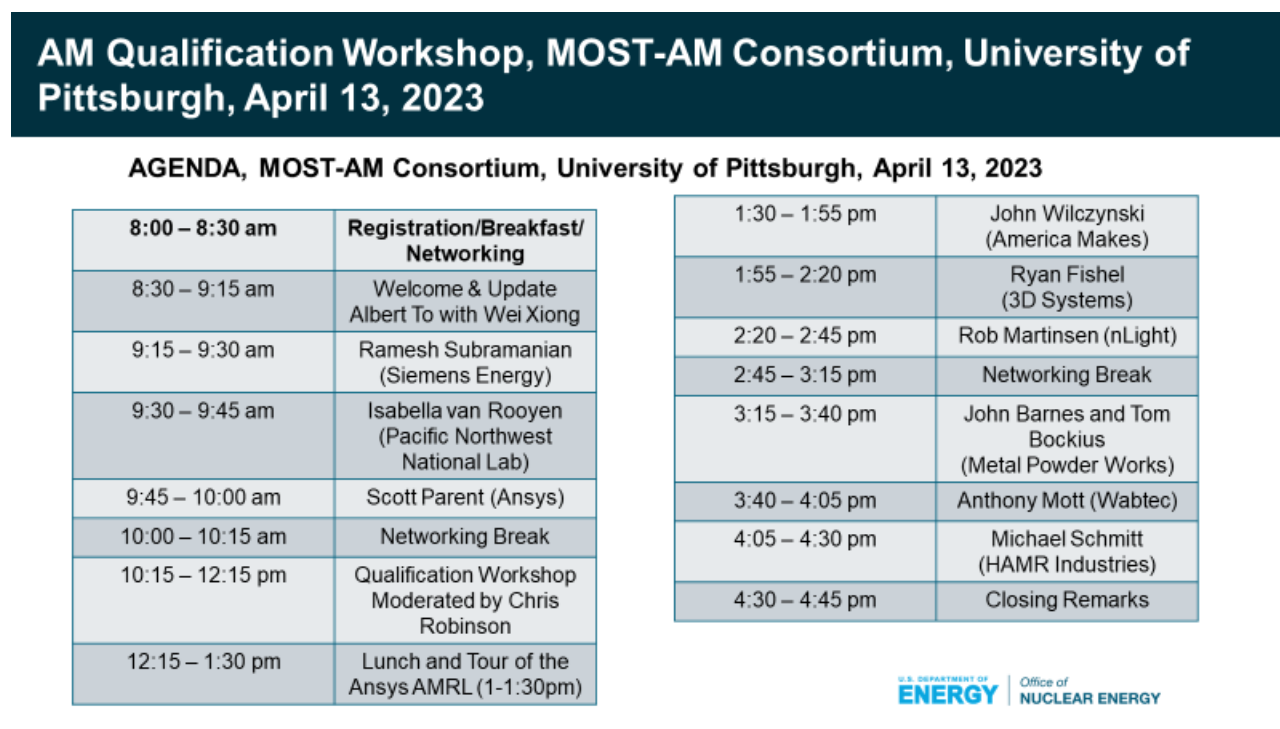 AM Qualification Workshop, MOST-AM Consortium, University of
Pittsburgh, April 13, 2023
AGENDA, MOST-AM Consortium, University of Pittsburgh, April 13, 2023
8:00 – 8:30 am
Registration/Breakfast/
Networking
8:30 – 9:15 am
Welcome & Update
Albert To with Wei Xiong
9:15 – 9:30 am
Ramesh Subramanian
(Siemens Energy)
9:30 – 9:45 am
Isabella van Rooyen
(Pacific Northwest
National Lab)
9:45 – 10:00 am
Scott Parent (Ansys)
10:00 – 10:15 am
Networking Break
10:15 – 12:15 pm
Qualification Workshop
Moderated by Chris
Robinson
12:15 – 1:30 pm
Lunch and Tour of the
Ansys AMRL (1-1:30pm)
1:30 – 1:55 pm
John Wilczynski
(America Makes)
1:55 – 2:20 pm
Ryan Fishel
(3D Systems)
2:20 – 2:45 pm
Rob Martinsen (nLight)
2:45 – 3:15 pm
Networking Break
3:15 – 3:40 pm
John Barnes and Tom
Bockius
(Metal Powder Works)
3:40 – 4:05 pm
Anthony Mott (Wabtec)
4:05 – 4:30 pm
Michael Schmitt
(HAMR Industries)
4:30 – 4:45 pm
Closing Remarks
U.S. DEPARTMENT OF
ENERGY
Office of
NUCLEAR ENERGY